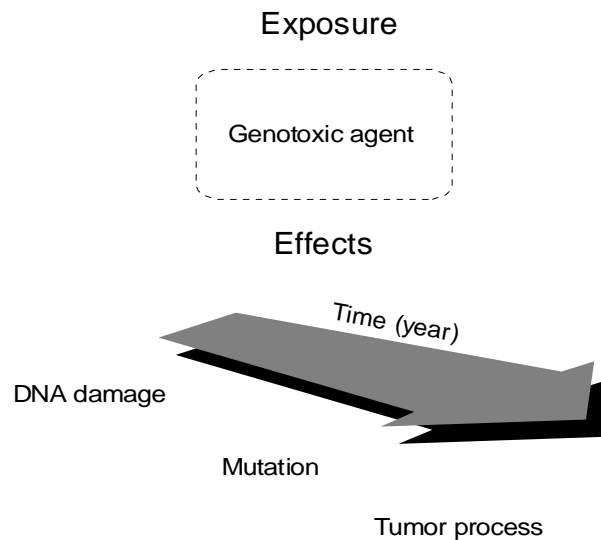 Exposure
Genotoxic agent
Effects
Time (year)
DNA damage
Mutation
Tumor process